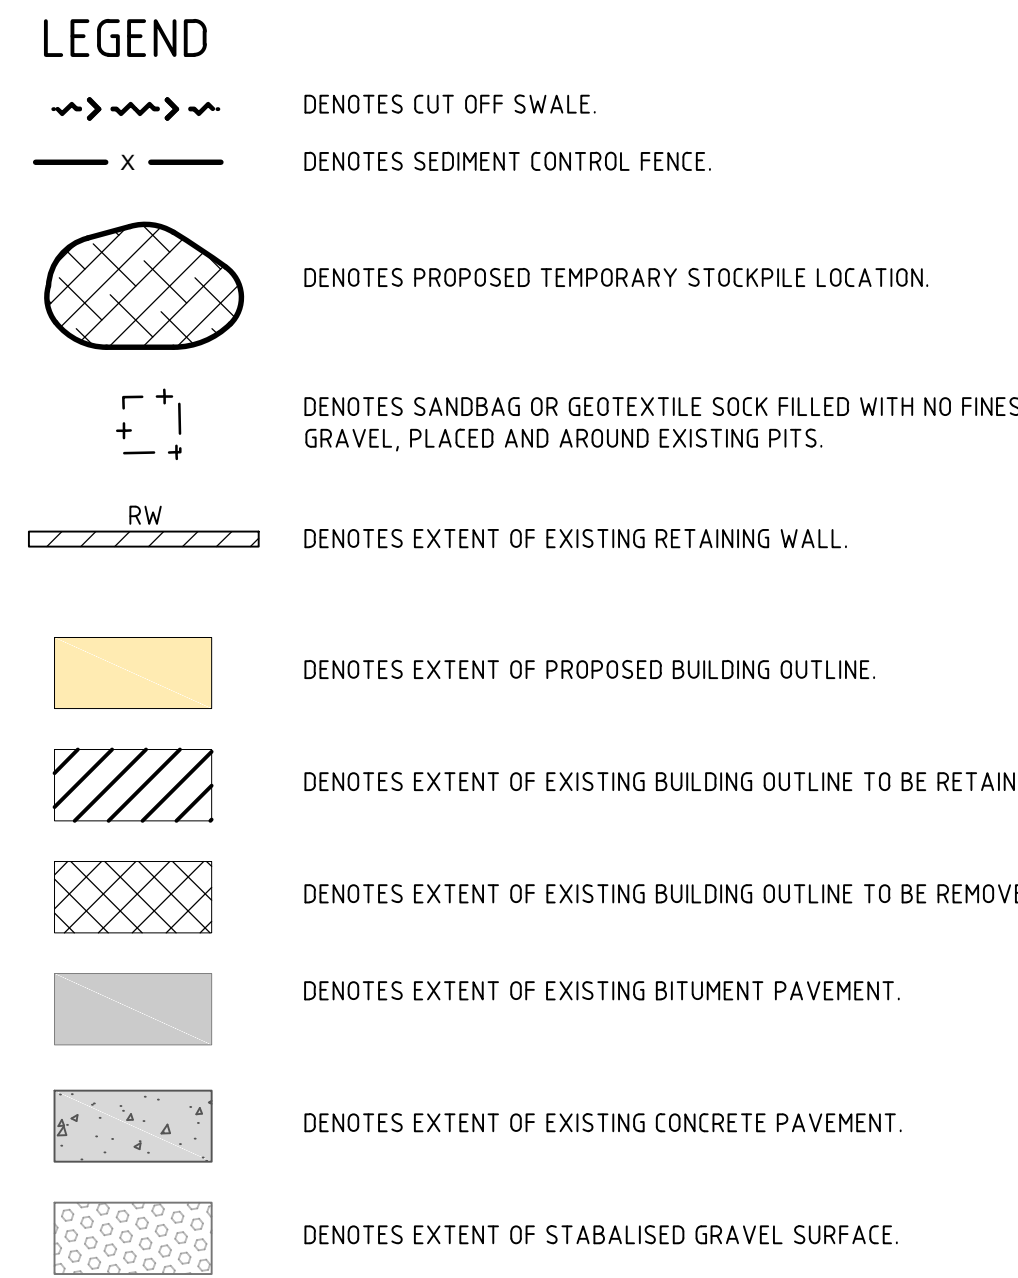 LEGEND
DENOTES CUT OFF SWALE.
X DENOTES SEDIMENT CONTROL FENCE.
DENOTES PROPOSED TEMPORARY STOCKPILE LOCATION.
DENOTES SANDBAG OR GEOTEXTILE SOCK FILLED WITH NO FINES
GRAVEL, PLACED AND AROUND EXISTING PITS.
RW
DENOTES EXTENT OF EXISTING RETAINING WALL.
DENOTES EXTENT OF PROPOSED BUILDING OUTLINE.
DENOTES EXTENT OF EXISTING BUILDING OUTLINE TO BE RETAIN
DENOTES EXTENT OF EXISTING BUILDING OUTLINE TO BE REMOVE
DENOTES EXTENT OF EXISTING BITUMENT PAVEMENT.
DENOTES EXTENT OF EXISTING CONCRETE PAVEMENT.
DENOTES EXTENT OF STABALISED GRAVEL SURFACE.